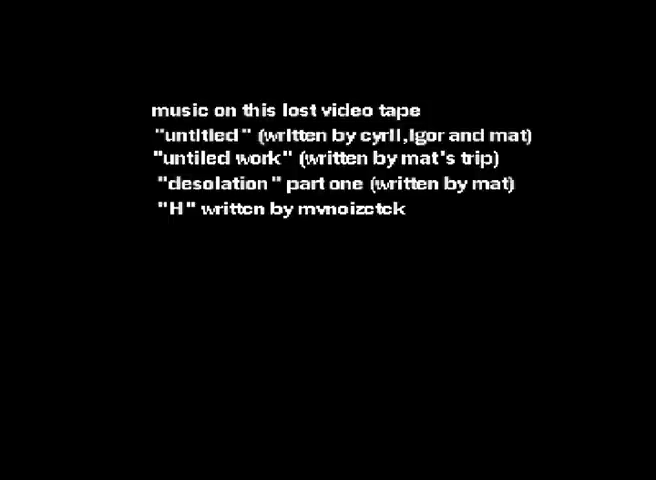 music on this lost video tape
"untitled" (written by cyril,igor and mat)
"untiled work" (written by mat's trip)
"desolation" part one (written by mat)
"H" written by mvnoizetek